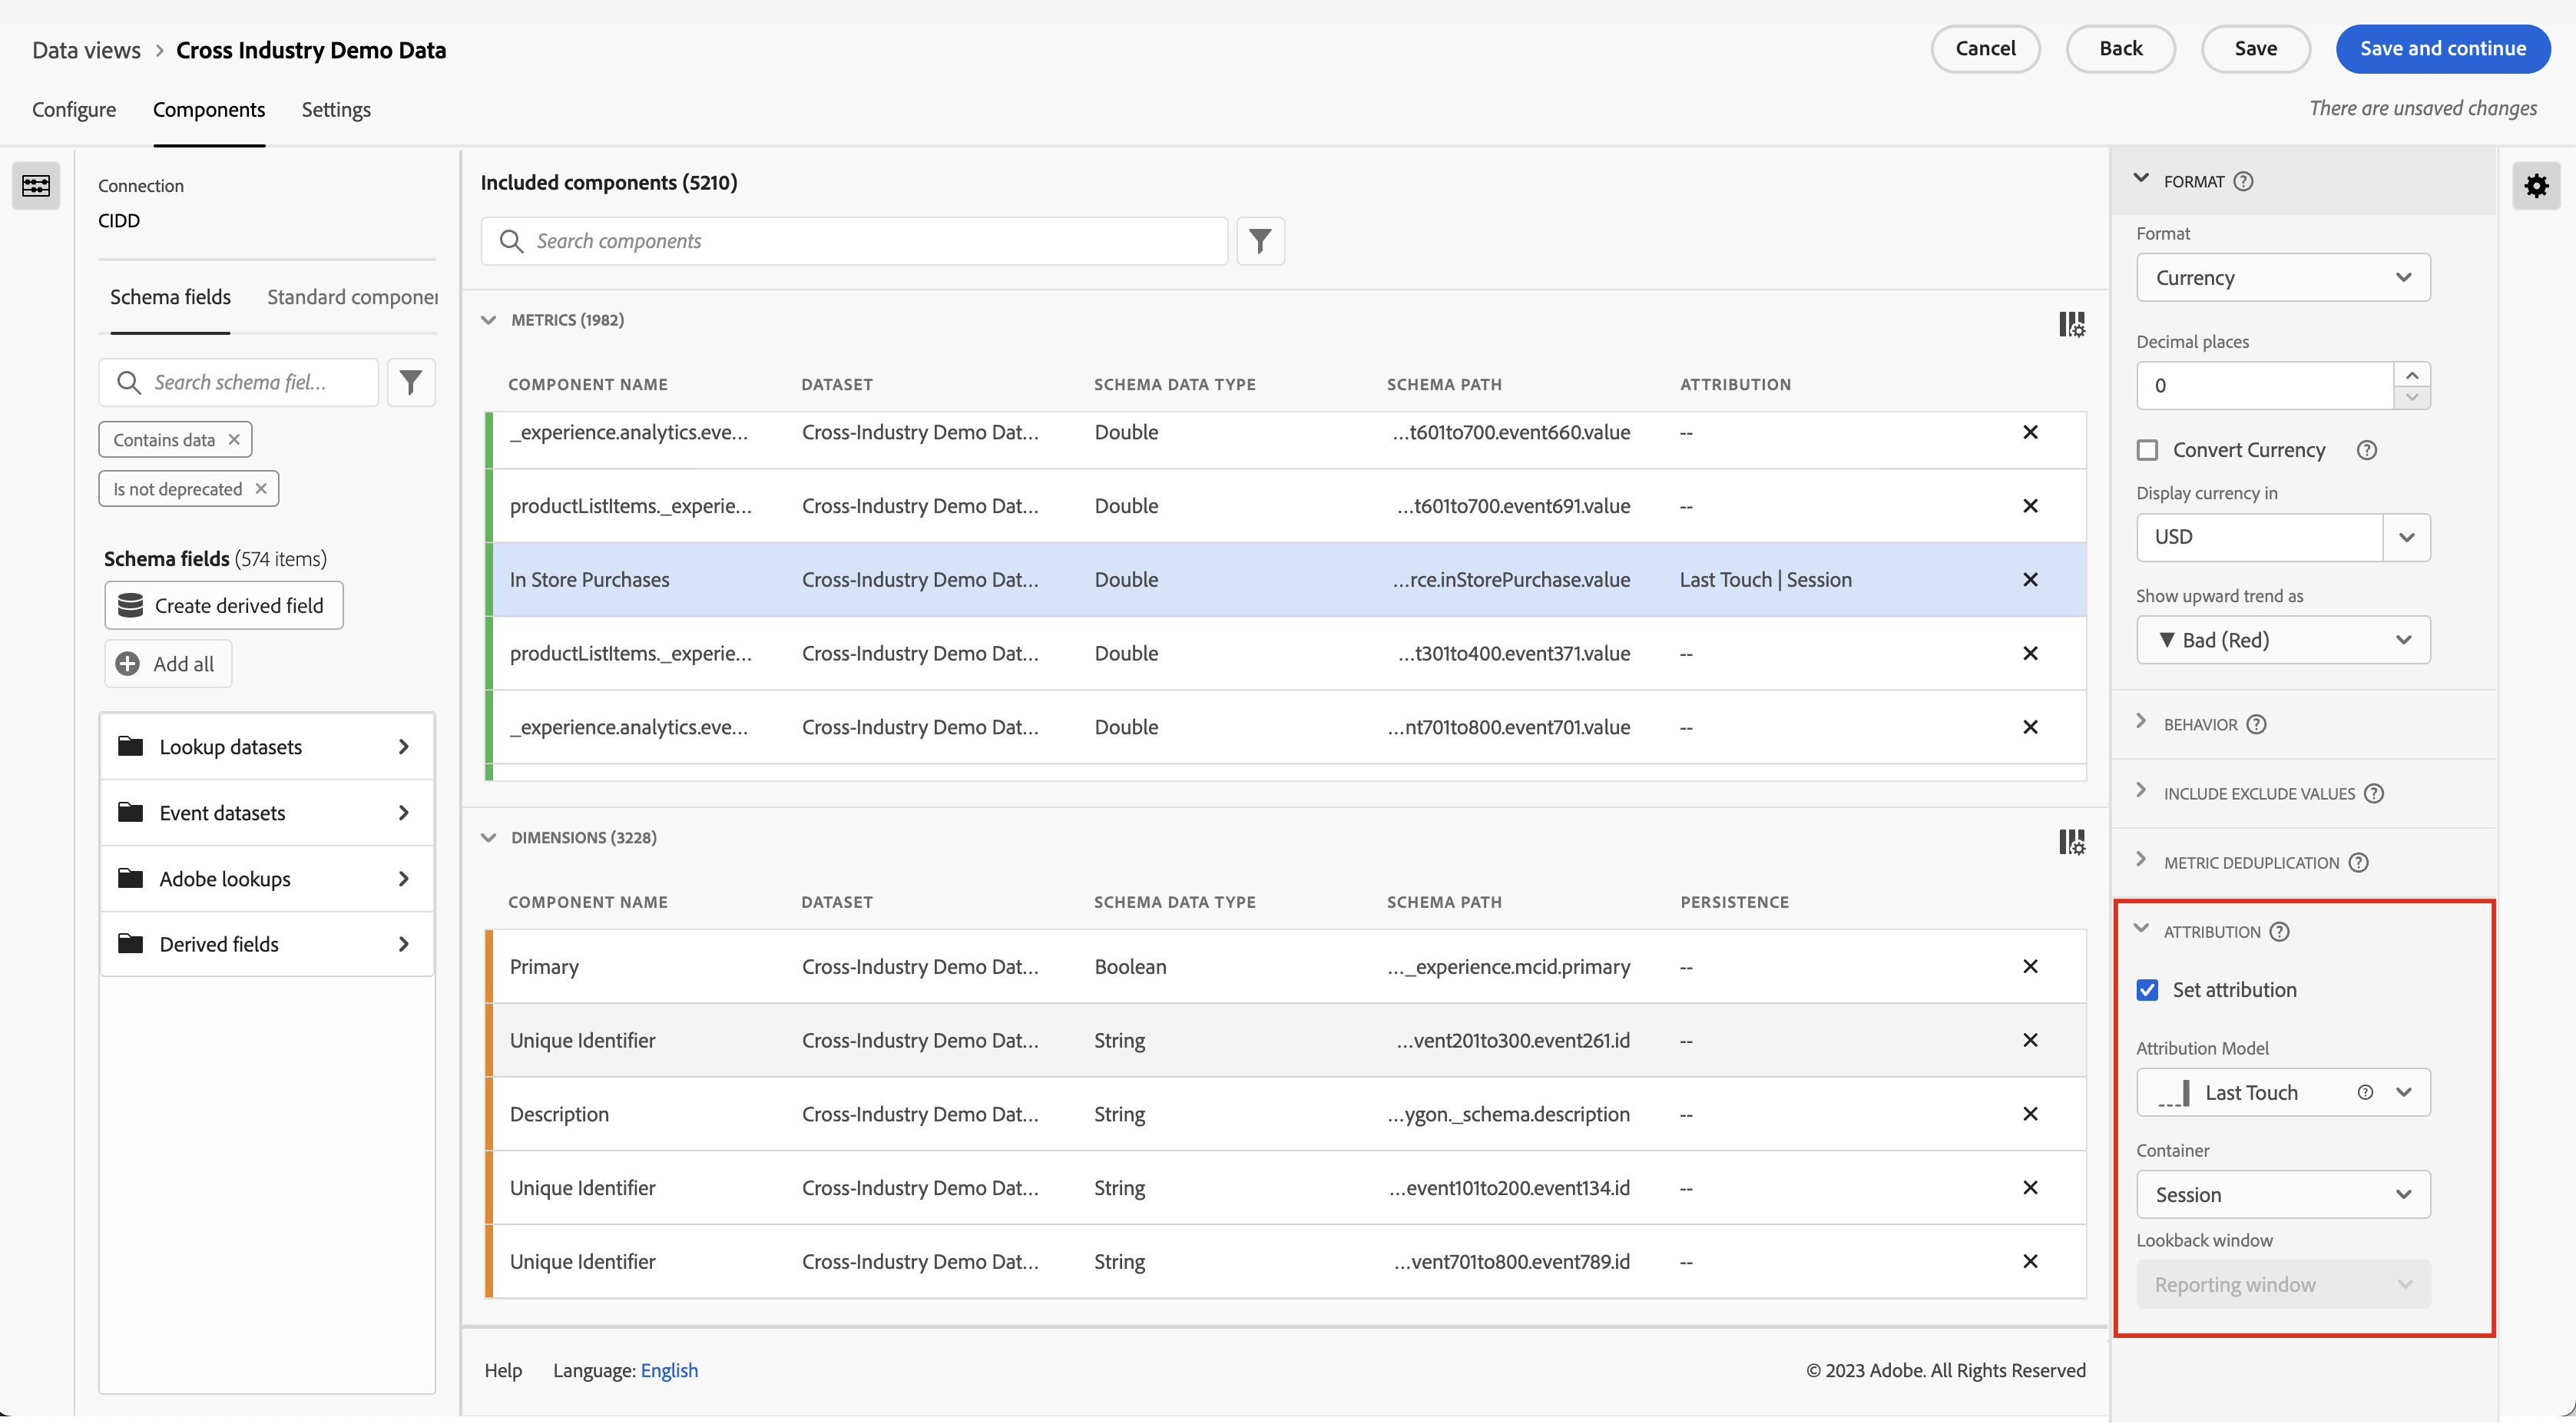 Data views > Cross Industry Demo Data
Cancel
Back
Save
Save and continue
Configure
Components
Settings
There are unsaved changes
Connection
CIDD
Schema fields
Standard componer
Search schema fiel...
Contains data
Is not deprecated
Schema fields (574 items)
Create derived field
Add all
Lookup datasets
Event datasets
Adobe lookups
Derived fields
Included components (5210)
Search components
METRICS (1982)
COMPONENT NAME DATASET SCHEMA DATA TYPE SCHEMA PATH ATTRIBUTION
_experience.analytics.eve... Cross-Industry Demo Dat... Double ...t601to700.event660.value --
productListItems._experie... Cross-Industry Demo Dat... Double ...t601to700.event691.value --
In Store Purchases Cross-Industry Demo Dat... Double ...rce.inStorePurchase.value Last Touch | Session
productListItems._experie... Cross-Industry Demo Dat... Double ...t301to400.event371.value --
_experience.analytics.eve... Cross-Industry Demo Dat... Double ...nt701to800.event701.value --
DIMENSIONS (3228)
COMPONENT NAME DATASET SCHEMA DATA TYPE SCHEMA PATH PERSISTENCE
Primary Cross-Industry Demo Dat... Boolean ..._experience.mcid.primary --
Unique Identifier Cross-Industry Demo Dat... String ...vent201to300.event261.id --
Description Cross-Industry Demo Dat... String ...ygon._schema.description --
Unique Identifier Cross-Industry Demo Dat... String ...event101to200.event134.id --
Unique Identifier Cross-Industry Demo Dat... String ...vent701to800.event789.id --
Help
Language: English
© 2023 Adobe. All Rights Reserved
FORMAT
Format
Currency
Decimal places
0
Convert Currency
Display currency in
USD
Show upward trend as
▼ Bad (Red)
BEHAVIOR
INCLUDE EXCLUDE VALUES
METRIC DEDUPLICATION
ATTRIBUTION
Set attribution
Attribution Model
Last Touch
Container
Session
Lookback window
Reporting window